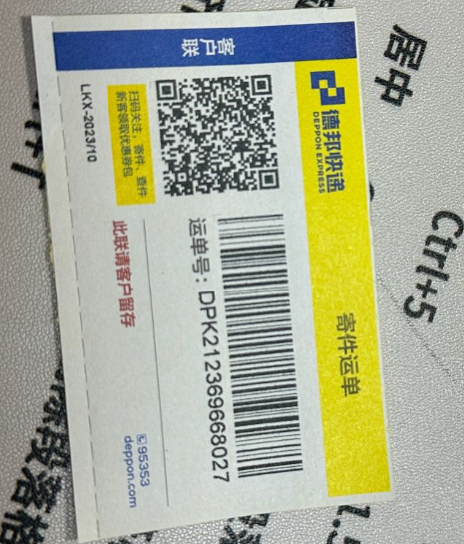 德邦快递
DEPPON EXPRESS
寄件运单
客户联
扫码关注，寄件、查件
新客领取优惠券包
运单号：DPK212369668027
此联请客户留存
95353
deppon.com
LKX-2023/10
居中
Ctrl+5